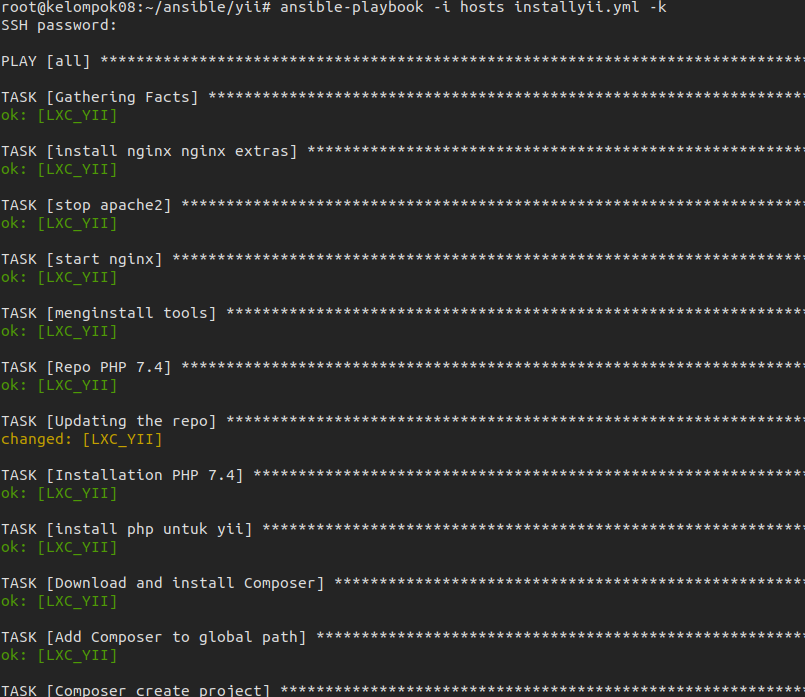 root@kelompok08:~/ansible/yii# ansible-playbook -i hosts installyii.yml -k
SSH password:
PLAY [all] ******************************************************************************
TASK [Gathering Facts] ******************************************************************
ok: [LXC_YII]
TASK [install nginx nginx extras] *******************************************************
ok: [LXC_YII]
TASK [stop apache2] *********************************************************************
ok: [LXC_YII]
TASK [start nginx] **********************************************************************
ok: [LXC_YII]
TASK [menginstall tools] ****************************************************************
ok: [LXC_YII]
TASK [Repo PHP 7.4] *********************************************************************
ok: [LXC_YII]
TASK [Updating the repo] ****************************************************************
changed: [LXC_YII]
TASK [Installation PHP 7.4] *************************************************************
ok: [LXC_YII]
TASK [install php untuk yii] ************************************************************
ok: [LXC_YII]
TASK [Download and install Composer] ****************************************************
ok: [LXC_YII]
TASK [Add Composer to global path] ******************************************************
ok: [LXC_YII]
TASK [Composer create project] **********************************************************